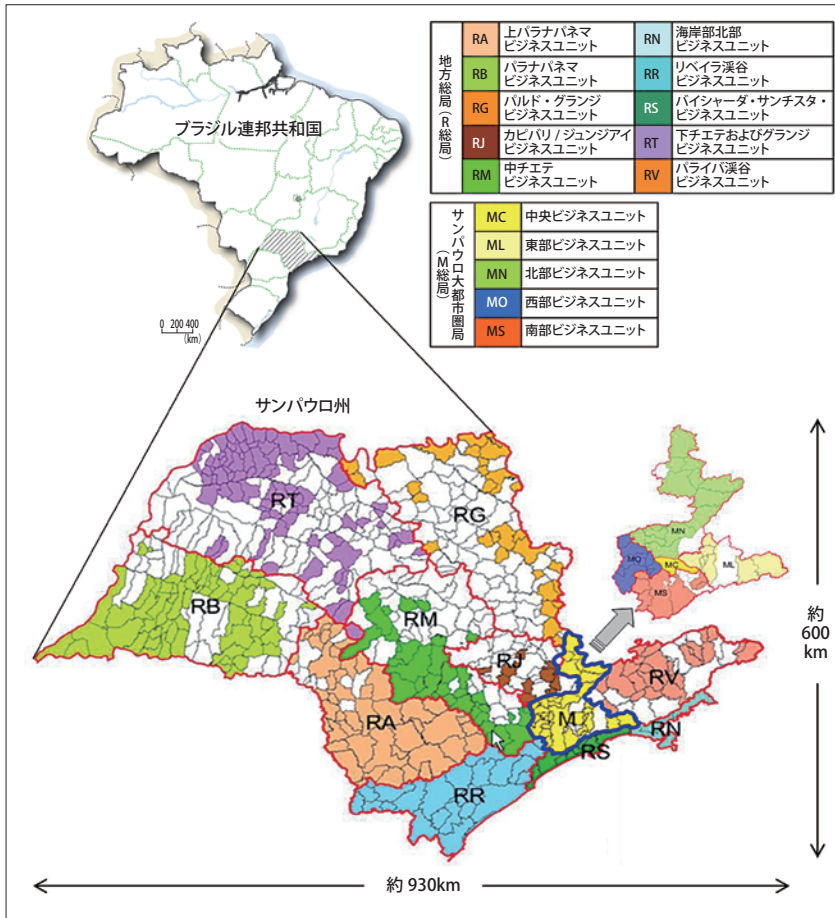 ブラジル連邦共和国
0 200 400
(km)
地方総局(R総局)
RA 上パラナパネマ
ビジネスユニット
RN 海岸部北部
ビジネスユニット
RB パラナパネマ
ビジネスユニット
RR リベイラ渓谷
ビジネスユニット
RG パルド・グランジ
ビジネスユニット
RS バイシャーダ・サンチスタ・
ビジネスユニット
RJ カピバリ / ジュンジアイ
ビジネスユニット
RT 下チエテおよびグランジ
ビジネスユニット
RM 中チエテ
ビジネスユニット
RV パライバ渓谷
ビジネスユニット
サンパウロ大都市圏局
(M総局)
MC 中央ビジネスユニット
ML 東部ビジネスユニット
MN 北部ビジネスユニット
MO 西部ビジネスユニット
MS 南部ビジネスユニット
サンパウロ州
RT
RG
RB
RM
RJ
RA
M
RV
RN
RS
RR
MN
MO
MC
ML
MS
約
600
km
約 930km